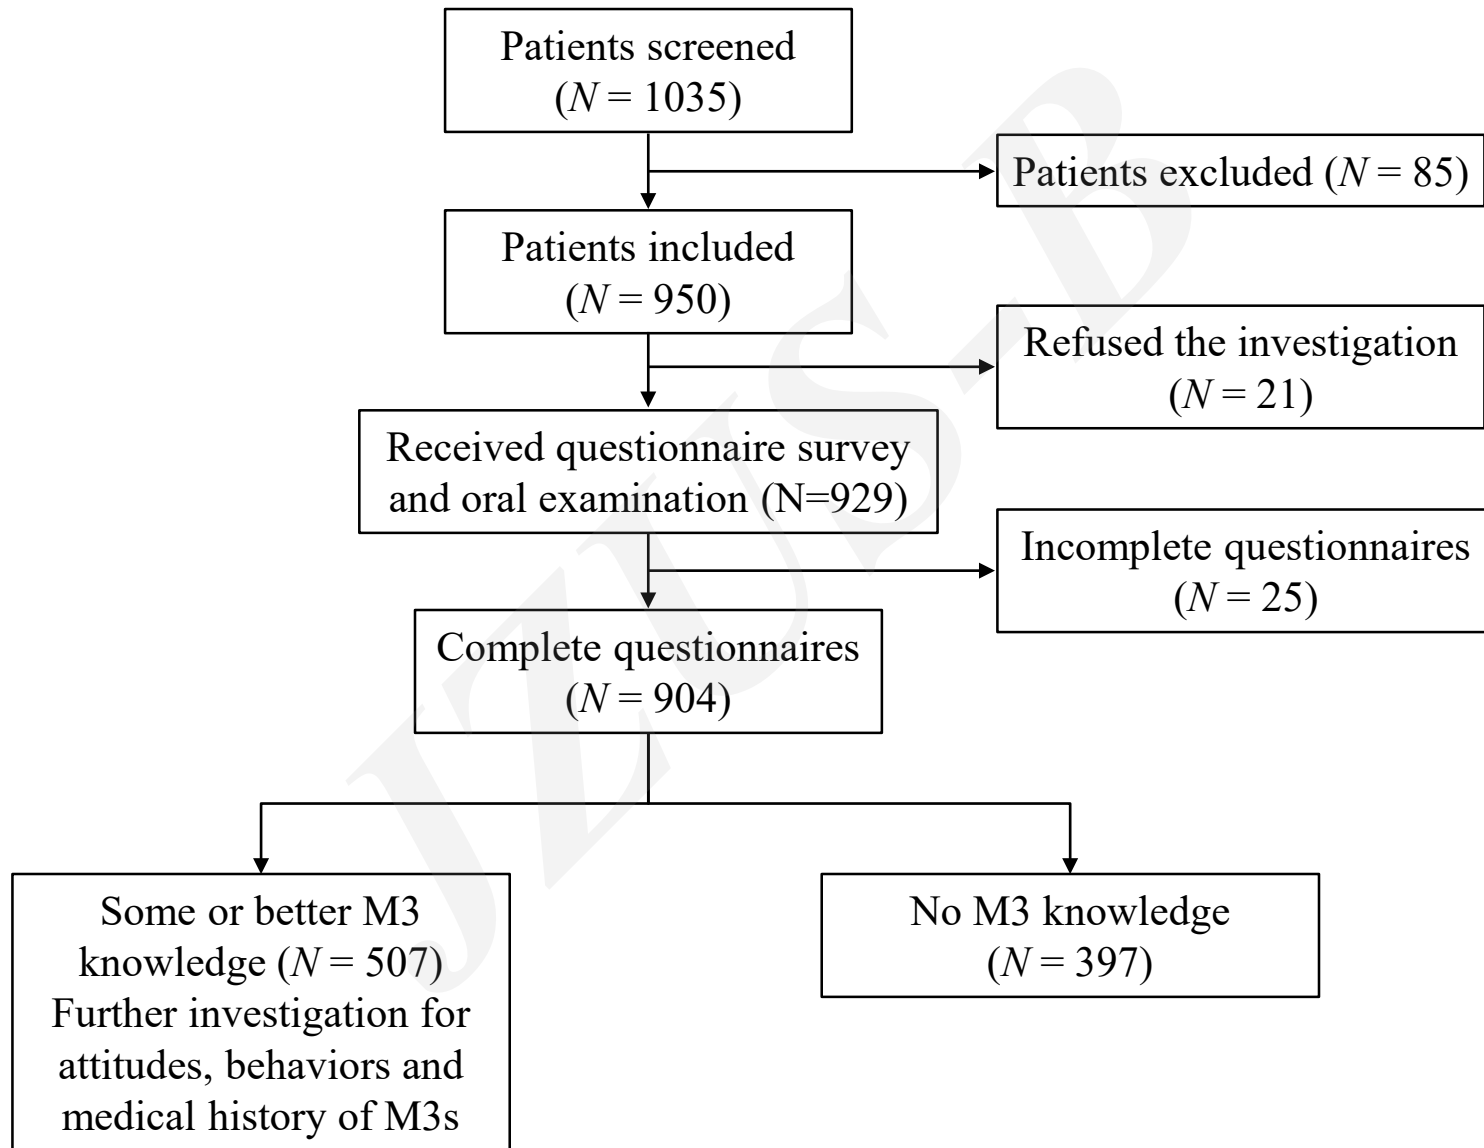 Patients screened
(N = 1035)
Patients excluded (N = 85)
Patients included
(N = 950)
Refused the investigation
(N = 21)
Received questionnaire survey
and oral examination (N=929)
Incomplete questionnaires
(N = 25)
Complete questionnaires
(N = 904)
Some or better M3
knowledge (N = 507)
Further investigation for
attitudes, behaviors and
medical history of M3s
No M3 knowledge
(N = 397)
JZUS-B